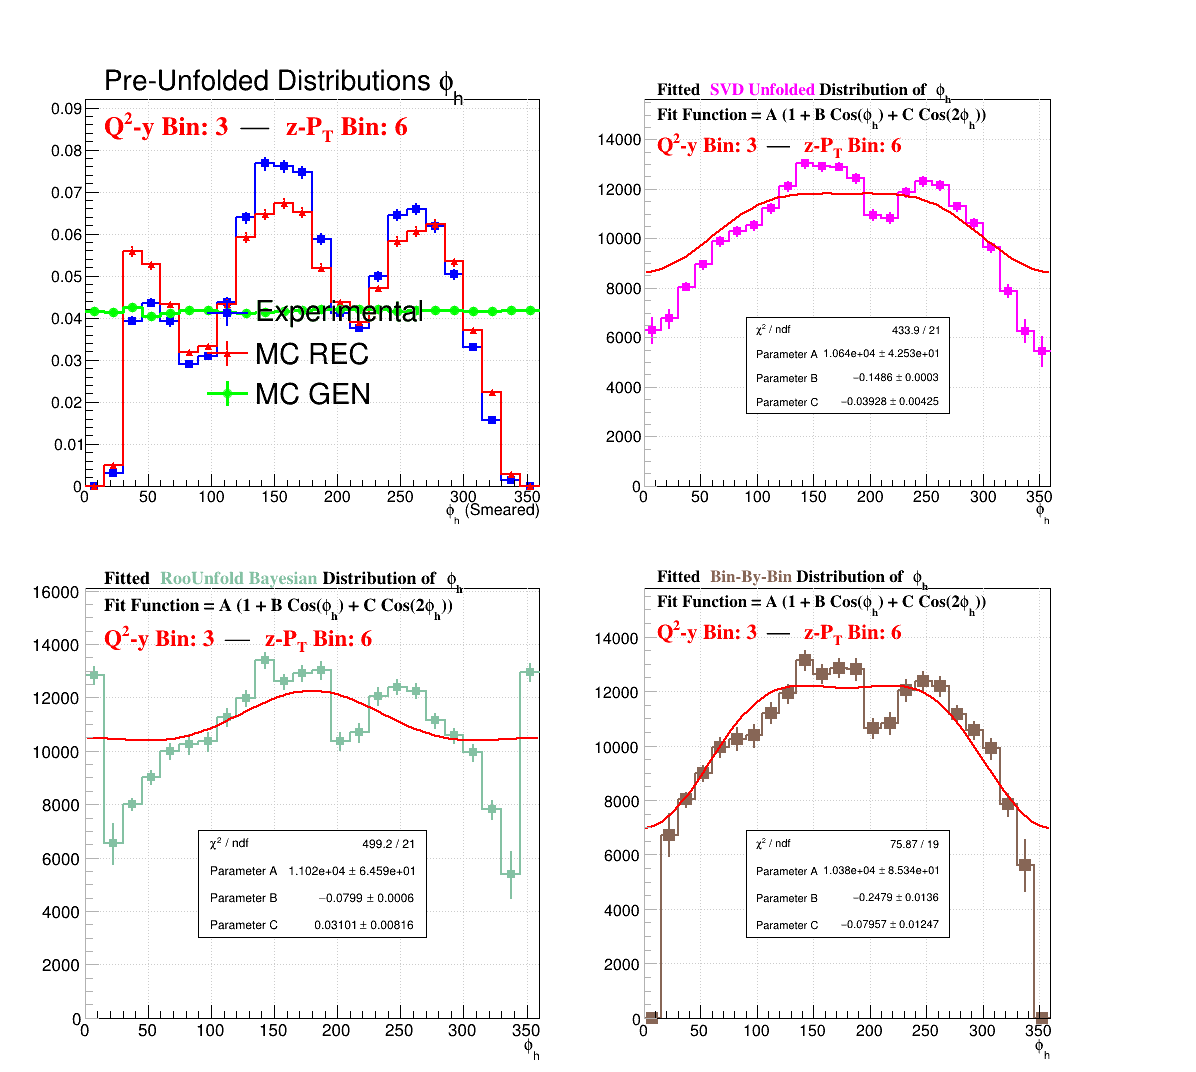 Pre-Unfolded Distributions ϕh
Q2-y Bin: 3 — z-PT Bin: 6
0.09
0.08
0.07
0.06
0.05
0.04
0.03
0.02
0.01
0
Experimental
MC REC
MC GEN
0 50 100 150 200 250 300 350
ϕh (Smeared)
Fitted SVD Unfolded Distribution of ϕh
Fit Function = A (1 + B Cos(ϕh) + C Cos(2ϕh))
Q2-y Bin: 3 — z-PT Bin: 6
14000
12000
10000
8000
6000
4000
2000
0
χ2 / ndf 433.9 / 21
Parameter A 1.064e+04 ± 4.253e+01
Parameter B −0.1486 ± 0.0003
Parameter C −0.03928 ± 0.00425
0 50 100 150 200 250 300 350
ϕh
Fitted RooUnfold Bayesian Distribution of ϕh
Fit Function = A (1 + B Cos(ϕh) + C Cos(2ϕh))
Q2-y Bin: 3 — z-PT Bin: 6
16000
14000
12000
10000
8000
6000
4000
2000
0
χ2 / ndf 499.2 / 21
Parameter A 1.102e+04 ± 6.459e+01
Parameter B −0.0799 ± 0.0006
Parameter C 0.03101 ± 0.00816
0 50 100 150 200 250 300 350
ϕh
Fitted Bin-By-Bin Distribution of ϕh
Fit Function = A (1 + B Cos(ϕh) + C Cos(2ϕh))
Q2-y Bin: 3 — z-PT Bin: 6
14000
12000
10000
8000
6000
4000
2000
0
χ2 / ndf 75.87 / 19
Parameter A 1.038e+04 ± 8.534e+01
Parameter B −0.2479 ± 0.0136
Parameter C −0.07957 ± 0.01247
0 50 100 150 200 250 300 350
ϕh